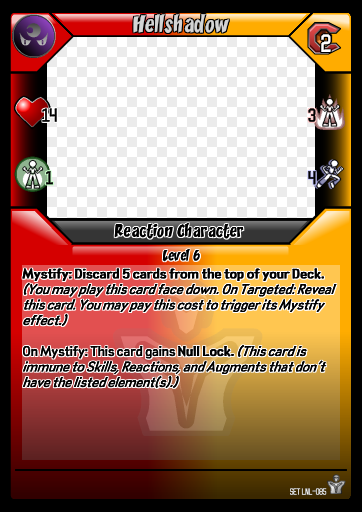 Hellshadow
2
14
3
1
4
Reaction Character
Level 6
Mystify: Discard 5 cards from the top of your Deck.
(You may play this card face down. On Targeted: Reveal
this card. You may pay this cost to trigger its Mystify
effect.)
On Mystify: This card gains Null Lock. (This card is
immune to Skills, Reactions, and Augments that don't
have the listed element(s).)
SET LNL-085